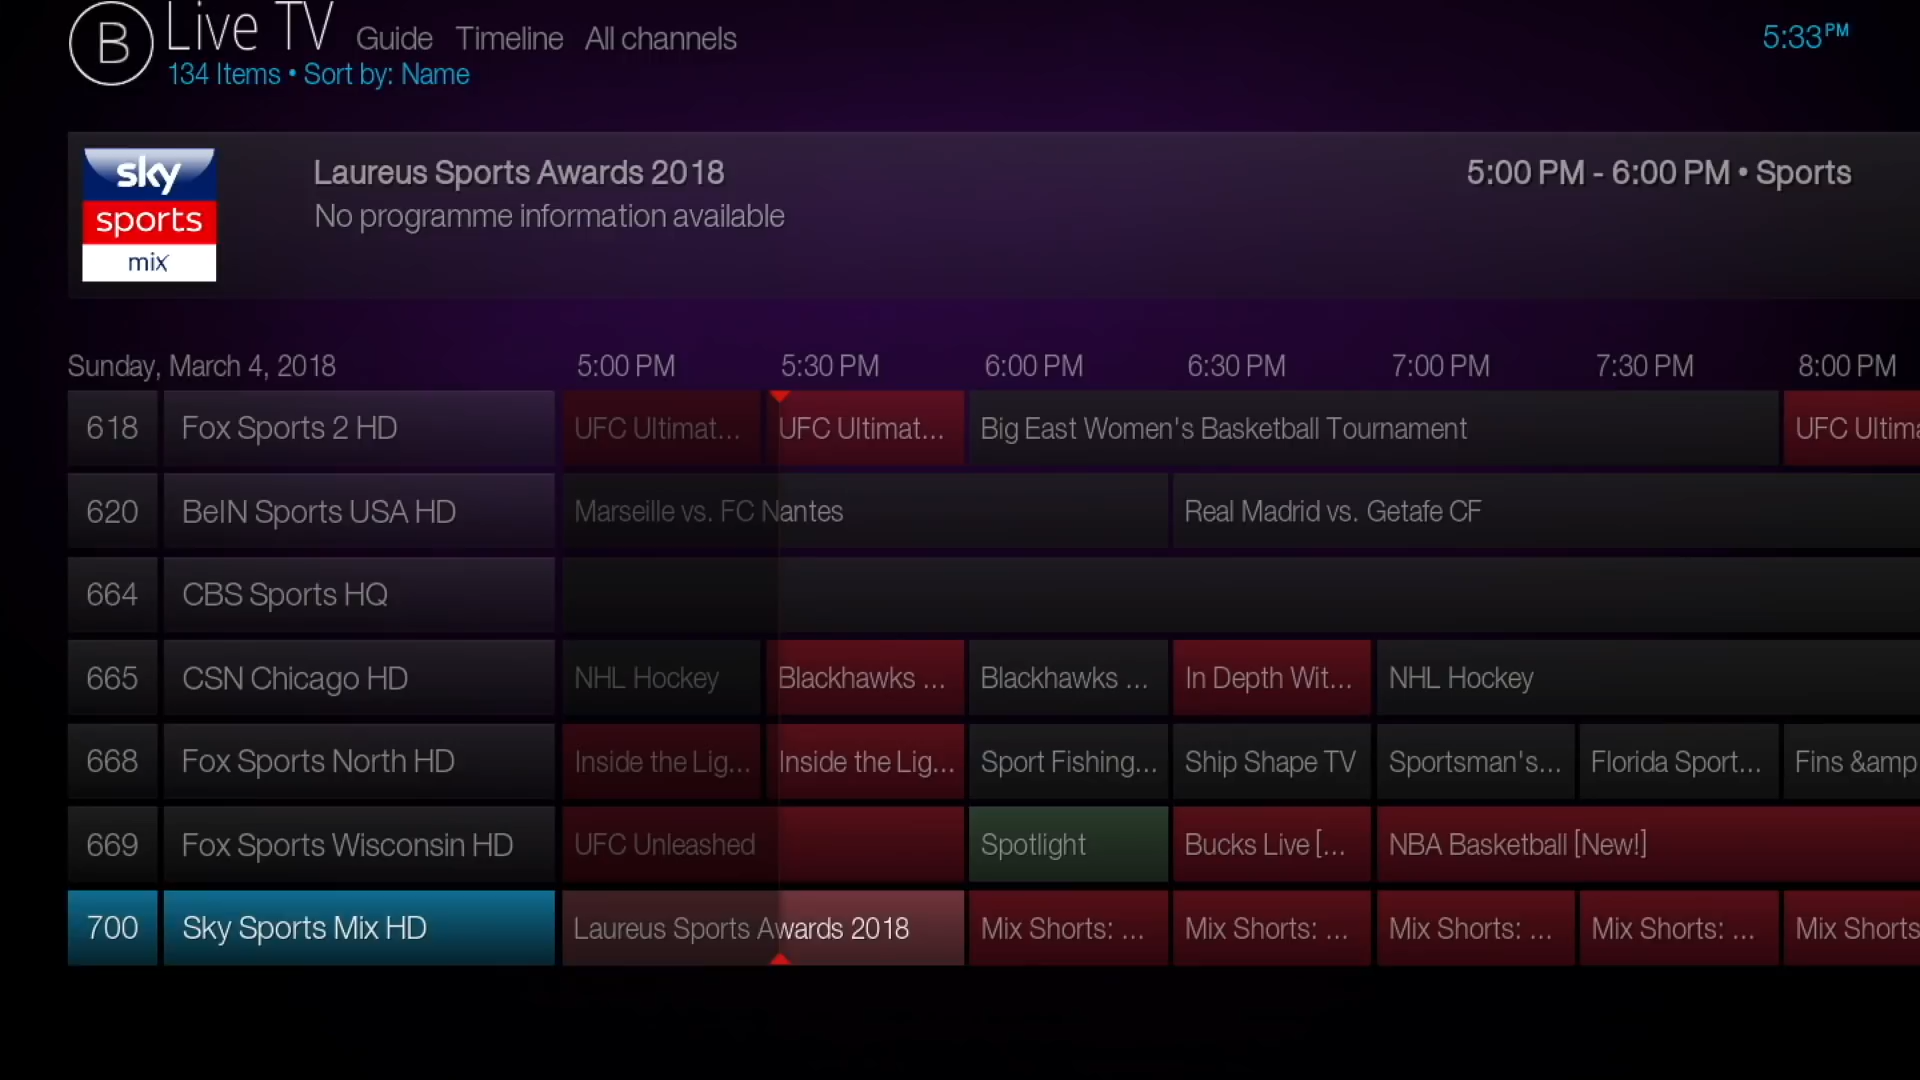 B Live TV Guide Timeline All channels 5:33PM
134 Items • Sort by: Name
sky
sports
mix
Laureus Sports Awards 2018 5:00 PM - 6:00 PM • Sports
No programme information available
Sunday, March 4, 2018 5:00 PM 5:30 PM 6:00 PM 6:30 PM 7:00 PM 7:30 PM 8:00 PM
618 Fox Sports 2 HD UFC Ultimat... UFC Ultimat... Big East Women's Basketball Tournament UFC Ultima
620 BeIN Sports USA HD Marseille vs. FC Nantes Real Madrid vs. Getafe CF
664 CBS Sports HQ
665 CSN Chicago HD NHL Hockey Blackhawks ... Blackhawks ... In Depth Wit... NHL Hockey
668 Fox Sports North HD Inside the Lig... Inside the Lig... Sport Fishing... Ship Shape TV Sportsman's... Florida Sport... Fins &amp
669 Fox Sports Wisconsin HD UFC Unleashed Spotlight Bucks Live [... NBA Basketball [New!]
700 Sky Sports Mix HD Laureus Sports Awards 2018 Mix Shorts: ... Mix Shorts: ... Mix Shorts: ... Mix Shorts: ... Mix Shorts